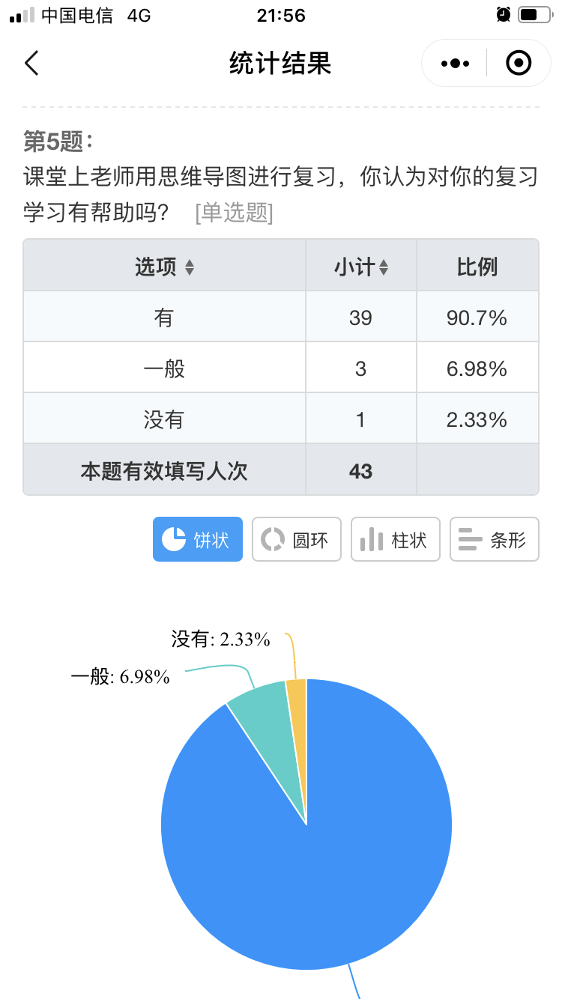 中国电信 4G 21:56
统计结果
第5题：
课堂上老师用思维导图进行复习，你认为对你的复习
学习有帮助吗？ [单选题]
选项 小计 比例
有 39 90.7%
一般 3 6.98%
没有 1 2.33%
本题有效填写人次 43
饼状 圆环 柱状 条形
没有: 2.33%
一般: 6.98%